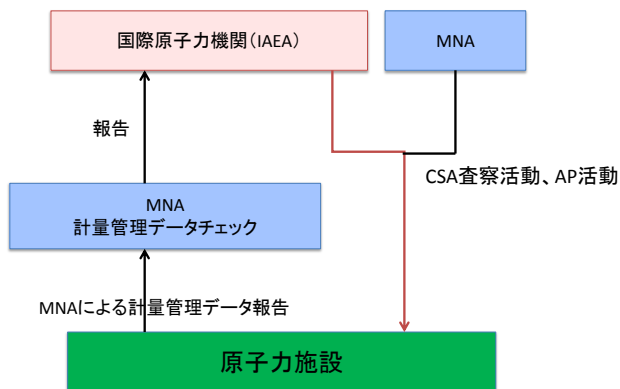 国際原子力機関(IAEA)
MNA
報告
CSA査察活動、AP活動
MNA
計量管理データチェック
MNAによる計量管理データ報告
原子力施設